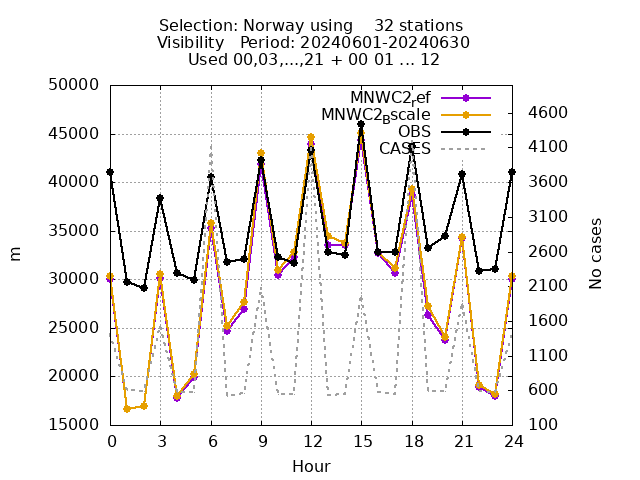 Selection: Norway using    32 stations
Visibility   Period: 20240601-20240630
Used 00,03,...,21 + 00 01 ... 12
50000
45000
40000
35000
30000
25000
20000
15000
m
MNWC2ref
MNWC2Bscale
OBS
CASES
4600
4100
3600
3100
2600
2100
1600
1100
600
100
No cases
0 3 6 9 12 15 18 21 24
Hour